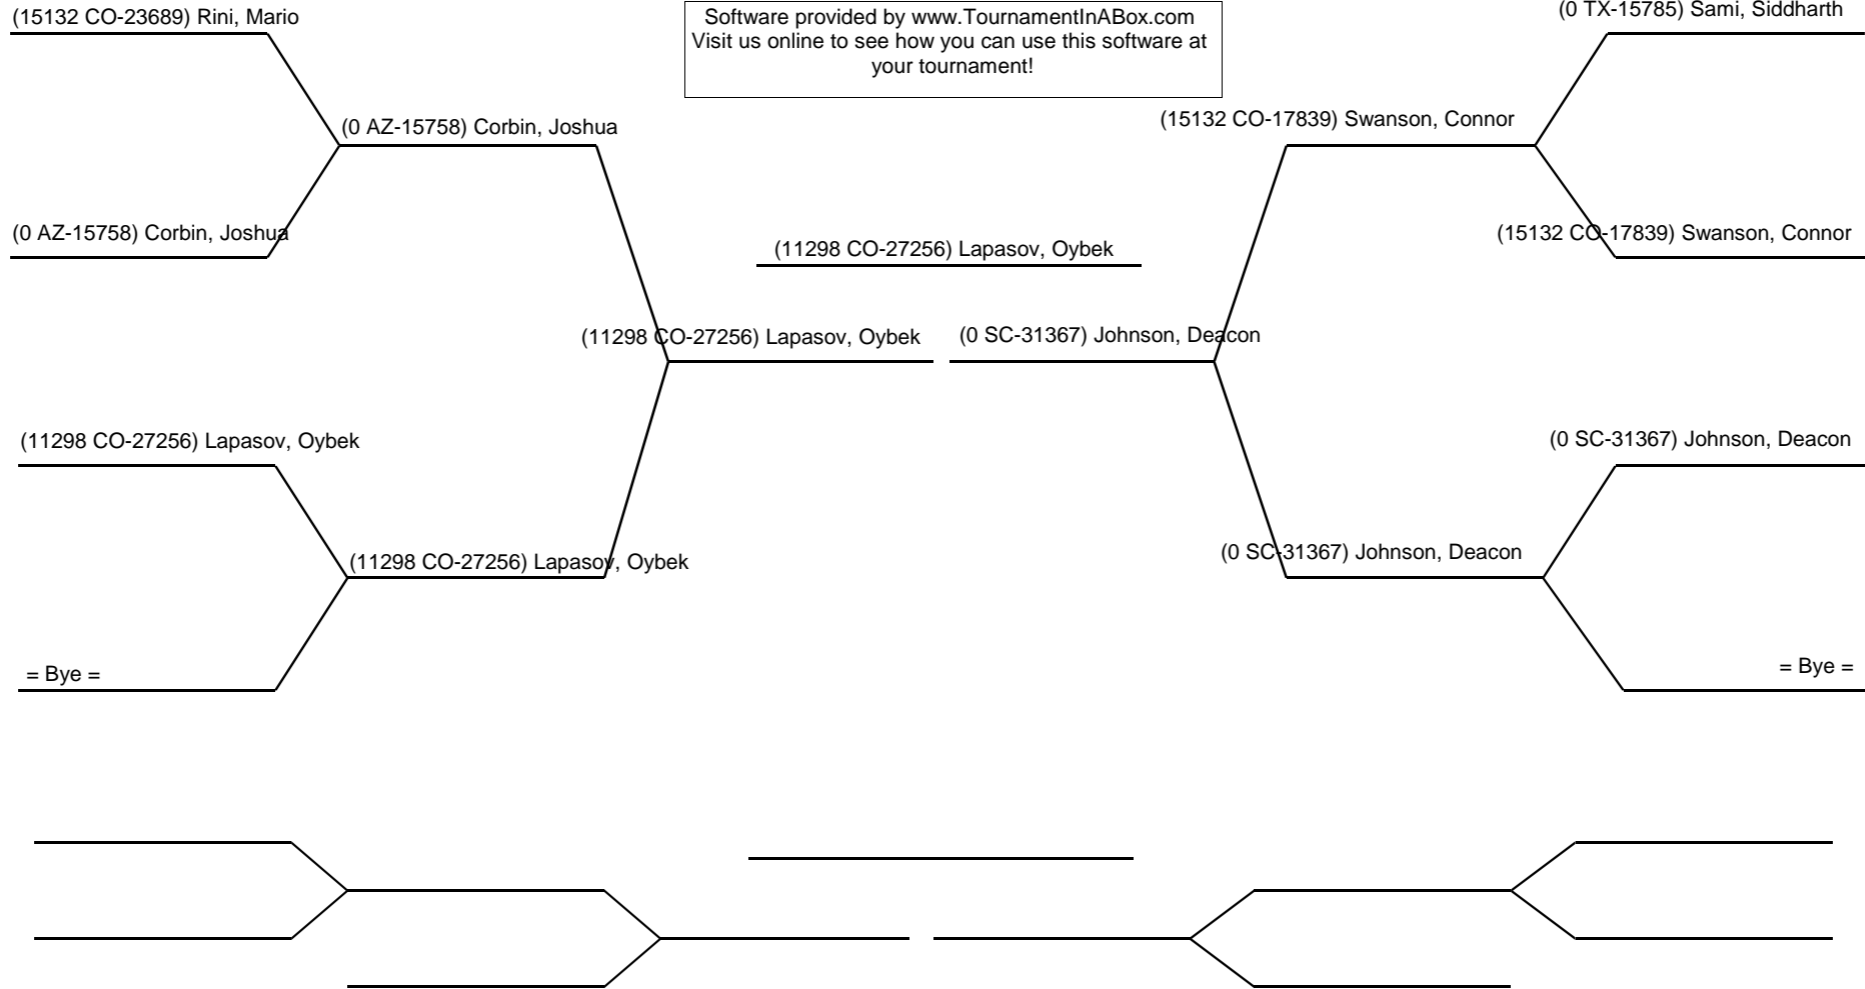 (15132 CO-23689) Rini, Mario
Software provided by www.TournamentInABox.com
Visit us online to see how you can use this software at
your tournament!
(0 TX-15785) Sami, Siddharth
(0 AZ-15758) Corbin, Joshua
(15132 CO-17839) Swanson, Connor
(0 AZ-15758) Corbin, Joshua
(11298 CO-27256) Lapasov, Oybek
(15132 CO-17839) Swanson, Connor
(11298 CO-27256) Lapasov, Oybek
(0 SC-31367) Johnson, Deacon
(11298 CO-27256) Lapasov, Oybek
(0 SC-31367) Johnson, Deacon
(11298 CO-27256) Lapasov, Oybek
(0 SC-31367) Johnson, Deacon
= Bye =
= Bye =